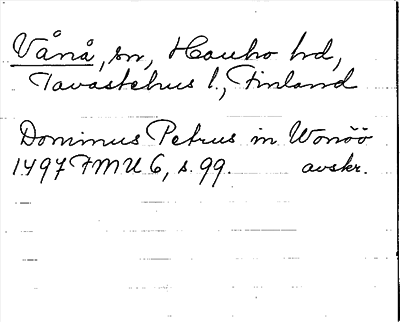 Vånå, sn, Hauho hd,
Tavastehus l., Finland
Dominus Petrus in Wonöö
1497 FMU 6, s. 99. avskr.